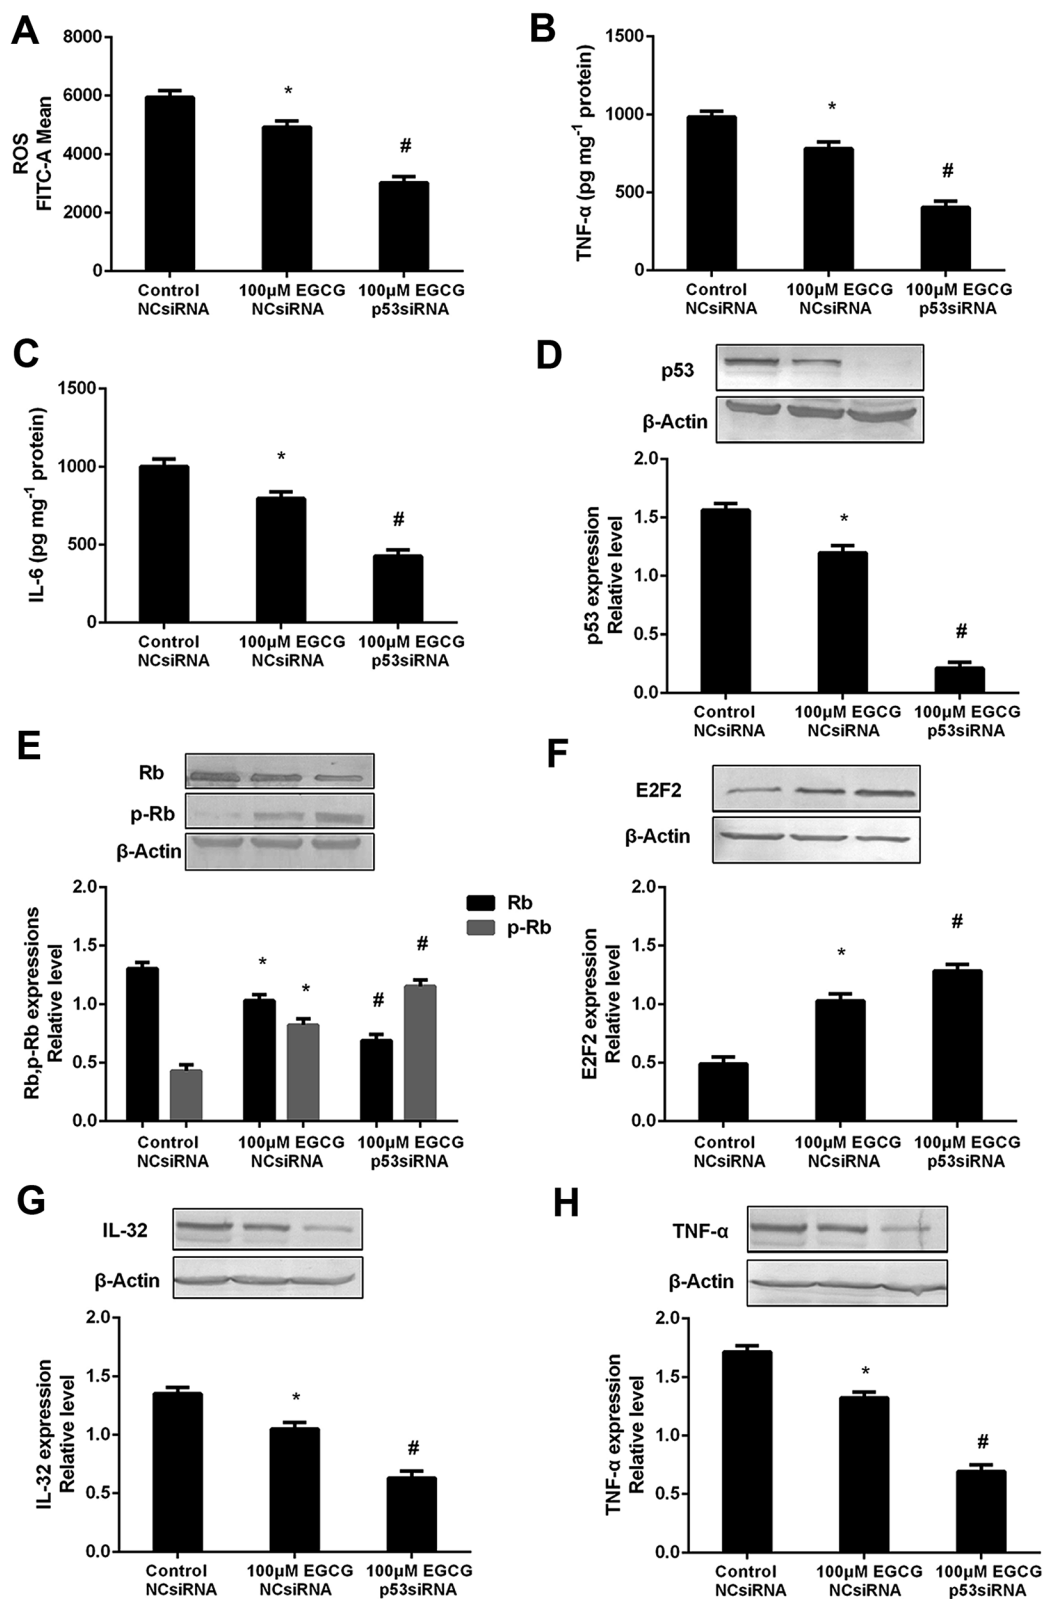 A
8000
6000
4000
2000
0
ROS
FITC-A Mean
*
#
Control
NCsiRNA
100μM EGCG
NCsiRNA
100μM EGCG
p53siRNA
B
1500
1000
500
0
TNF-α (pg mg-1 protein)
*
#
Control
NCsiRNA
100μM EGCG
NCsiRNA
100μM EGCG
p53siRNA
C
1500
1000
500
0
IL-6 (pg mg-1 protein)
*
#
Control
NCsiRNA
100μM EGCG
NCsiRNA
100μM EGCG
p53siRNA
D
p53
β-Actin
2.0
1.5
1.0
0.5
0.0
p53 expression
Relative level
*
#
Control
NCsiRNA
100μM EGCG
NCsiRNA
100μM EGCG
p53siRNA
E
Rb
p-Rb
β-Actin
2.0
1.5
1.0
0.5
0.0
Rb,p-Rb expressions
Relative level
*
*
#
#
Rb
p-Rb
Control
NCsiRNA
100μM EGCG
NCsiRNA
100μM EGCG
p53siRNA
F
E2F2
β-Actin
2.0
1.5
1.0
0.5
0.0
E2F2 expression
Relative level
*
#
Control
NCsiRNA
100μM EGCG
NCsiRNA
100μM EGCG
p53siRNA
G
IL-32
β-Actin
2.0
1.5
1.0
0.5
0.0
IL-32 expression
Relative level
*
#
Control
NCsiRNA
100μM EGCG
NCsiRNA
100μM EGCG
p53siRNA
H
TNF-α
β-Actin
2.0
1.5
1.0
0.5
0.0
TNF-α expression
Relative level
*
#
Control
NCsiRNA
100μM EGCG
NCsiRNA
100μM EGCG
p53siRNA